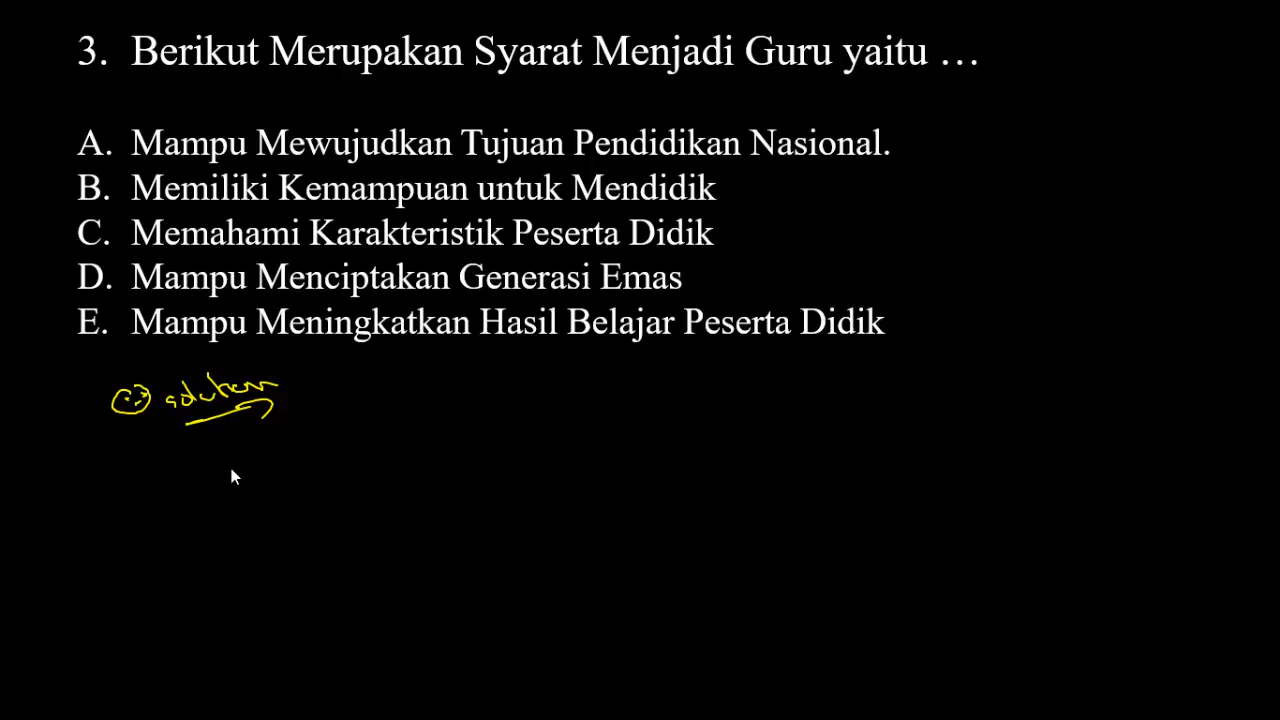 3. Berikut Merupakan Syarat Menjadi Guru yaitu …
A. Mampu Mewujudkan Tujuan Pendidikan Nasional.
B. Memiliki Kemampuan untuk Mendidik
C. Memahami Karakteristik Peserta Didik
D. Mampu Menciptakan Generasi Emas
E. Mampu Meningkatkan Hasil Belajar Peserta Didik